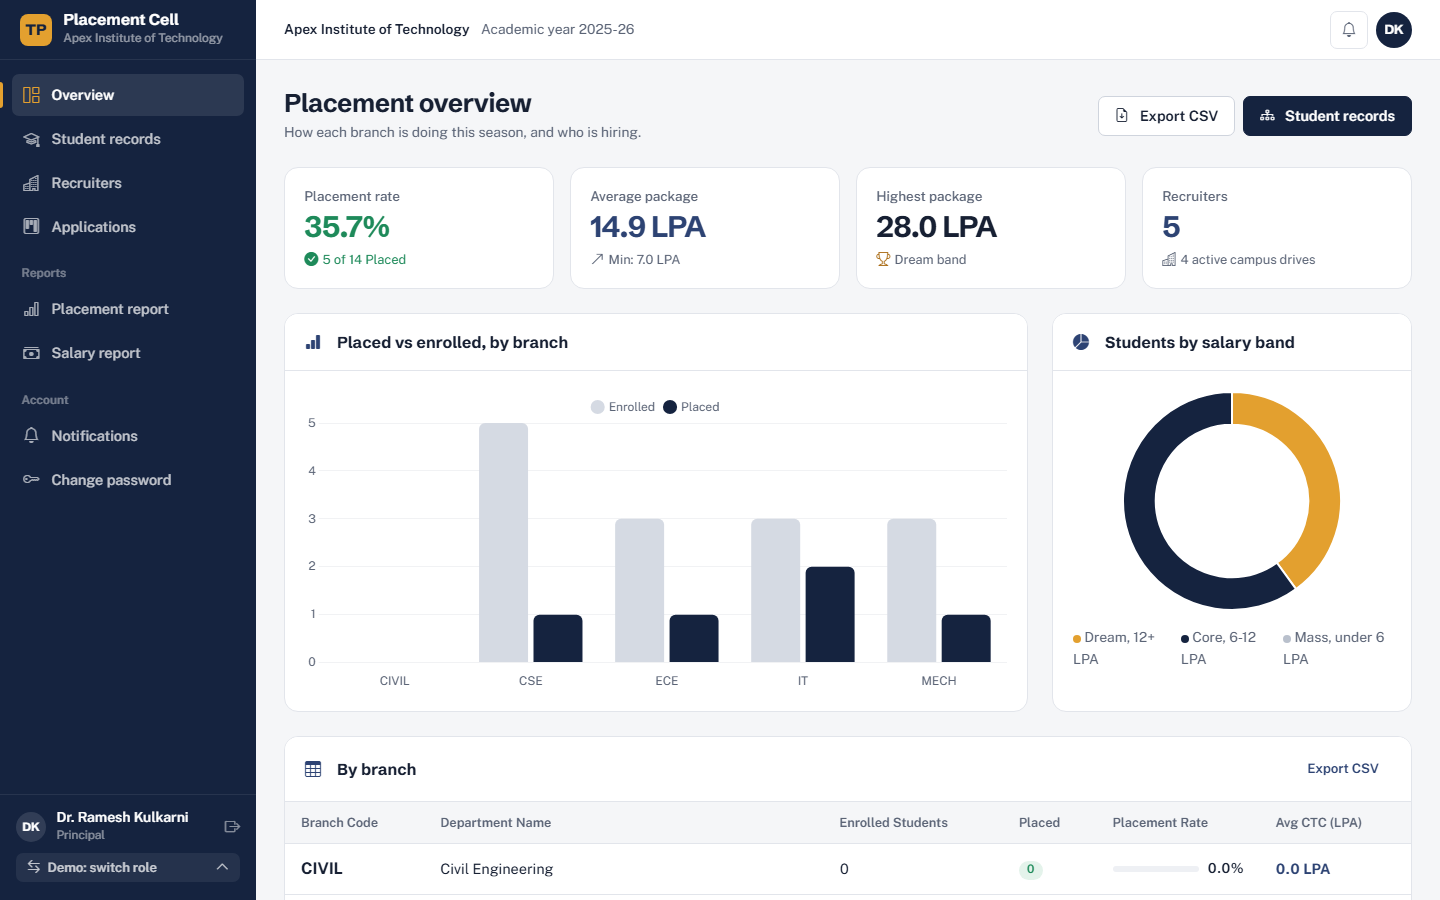 TP
Placement Cell
Apex Institute of Technology
Overview
Student records
Recruiters
Applications
Reports
Placement report
Salary report
Account
Notifications
Change password
DK
Dr. Ramesh Kulkarni
Principal
Demo: switch role
Apex Institute of Technology Academic year 2025-26
DK
Placement overview
How each branch is doing this season, and who is hiring.
Export CSV
Student records
Placement rate
35.7%
5 of 14 Placed
Average package
14.9 LPA
Min: 7.0 LPA
Highest package
28.0 LPA
Dream band
Recruiters
5
4 active campus drives
Placed vs enrolled, by branch
Enrolled Placed
5
4
3
2
1
0
CIVIL CSE ECE IT MECH
Students by salary band
Dream, 12+ LPA
Core, 6-12 LPA
Mass, under 6 LPA
By branch
Export CSV
Branch Code Department Name Enrolled Students Placed Placement Rate Avg CTC (LPA)
CIVIL Civil Engineering 0 0 0.0% 0.0 LPA